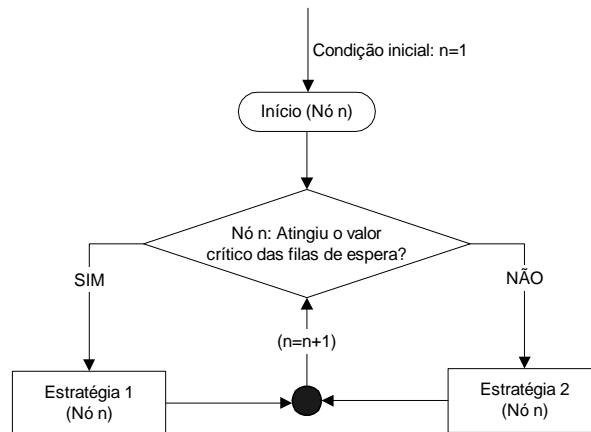 Condição inicial: n=1
Início (Nó n)
Nó n: Atingiu o valor
crítico das filas de espera?
SIM
NÃO
(n=n+1)
Estratégia 1
(Nó n)
Estratégia 2
(Nó n)